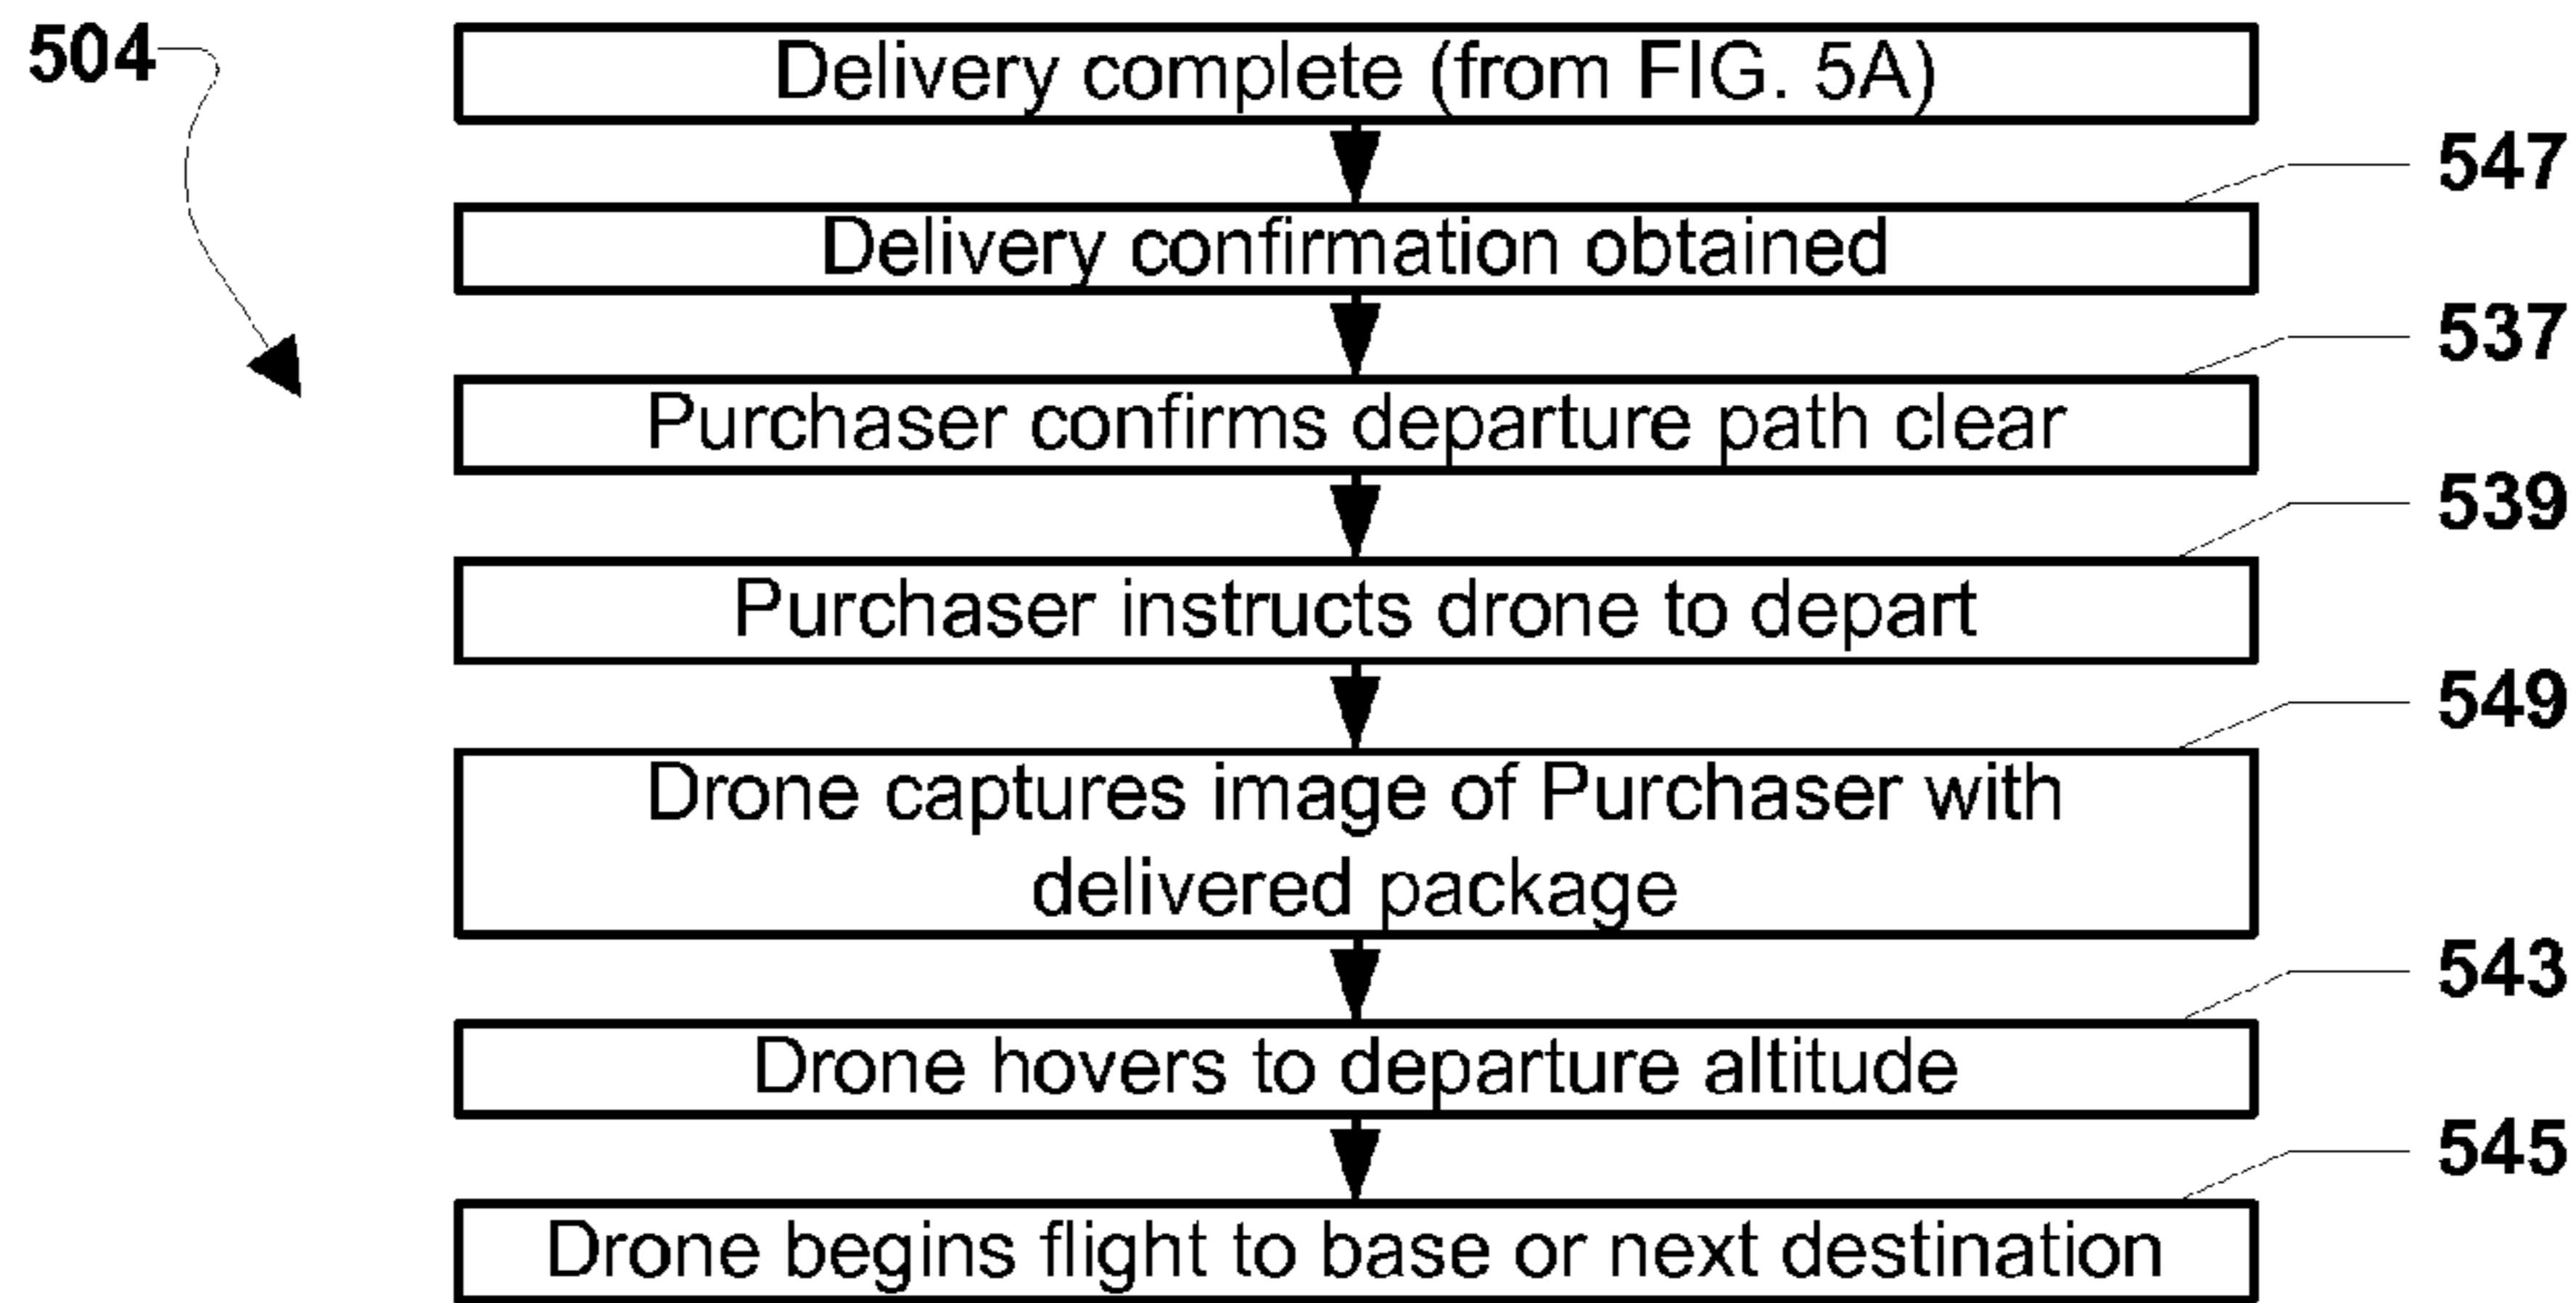 504
Delivery complete (from FIG. 5A)
547
Delivery confirmation obtained
537
Purchaser confirms departure path clear
539
Purchaser instructs drone to depart
549
Drone captures image of Purchaser with
delivered package
543
Drone hovers to departure altitude
545
Drone begins flight to base or next destination